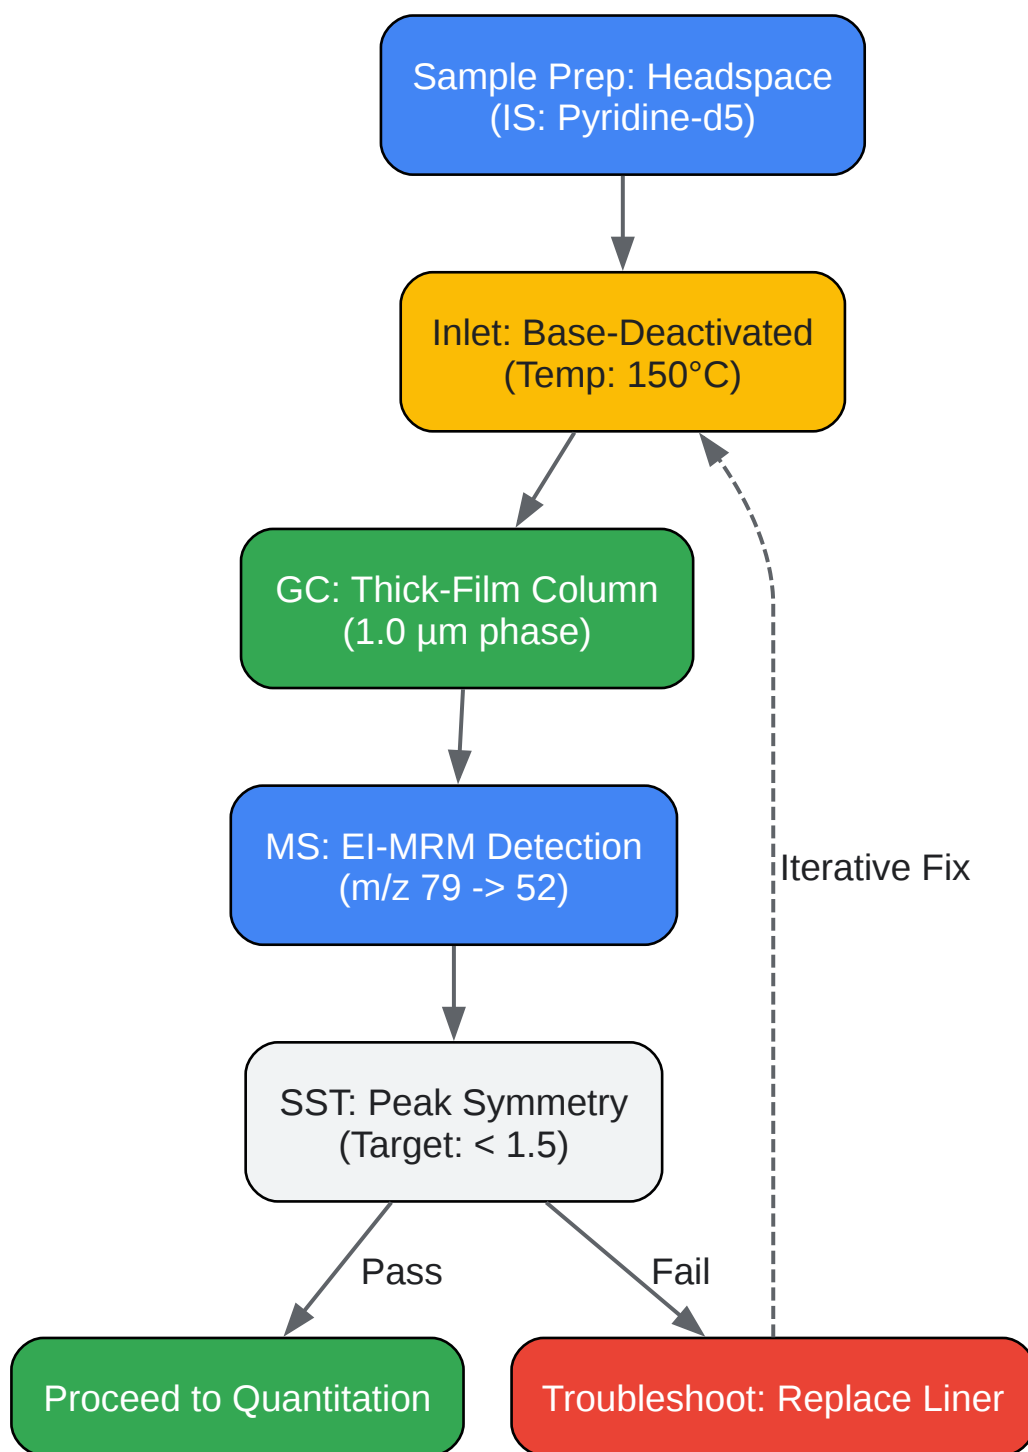 Sample Prep: Headspace
(IS: Pyridine-d5)
Inlet: Base-Deactivated
(Temp: 150°C)
GC: Thick-Film Column
(1.0 µm phase)
MS: EI-MRM Detection
(m/z 79 -> 52)
Iterative Fix
SST: Peak Symmetry
(Target: < 1.5)
Pass
Fail
Proceed to Quantitation
Troubleshoot: Replace Liner